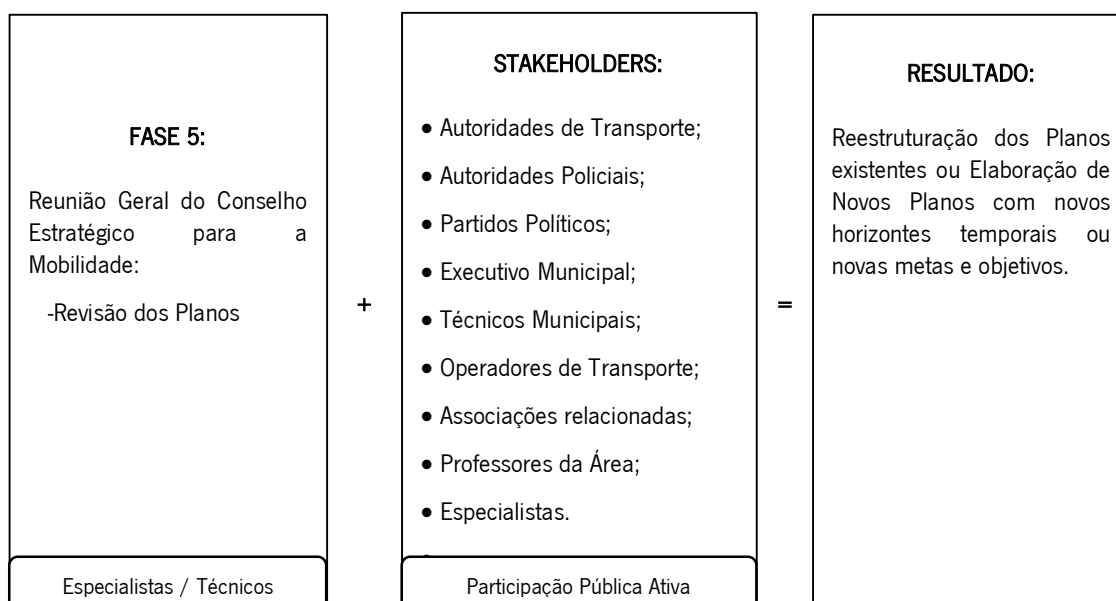 FASE 5:
Reunião Geral do Conselho
Estratégico para a
Mobilidade:
-Revisão dos Planos
Especialistas / Técnicos
+
STAKEHOLDERS:
• Autoridades de Transporte;
• Autoridades Policiais;
• Partidos Políticos;
• Executivo Municipal;
• Técnicos Municipais;
• Operadores de Transporte;
• Associações relacionadas;
• Professores da Área;
• Especialistas.
Participação Pública Ativa
=
RESULTADO:
Reestruturação dos Planos
existentes ou Elaboração de
Novos Planos com novos
horizontes temporais ou
novas metas e objetivos.